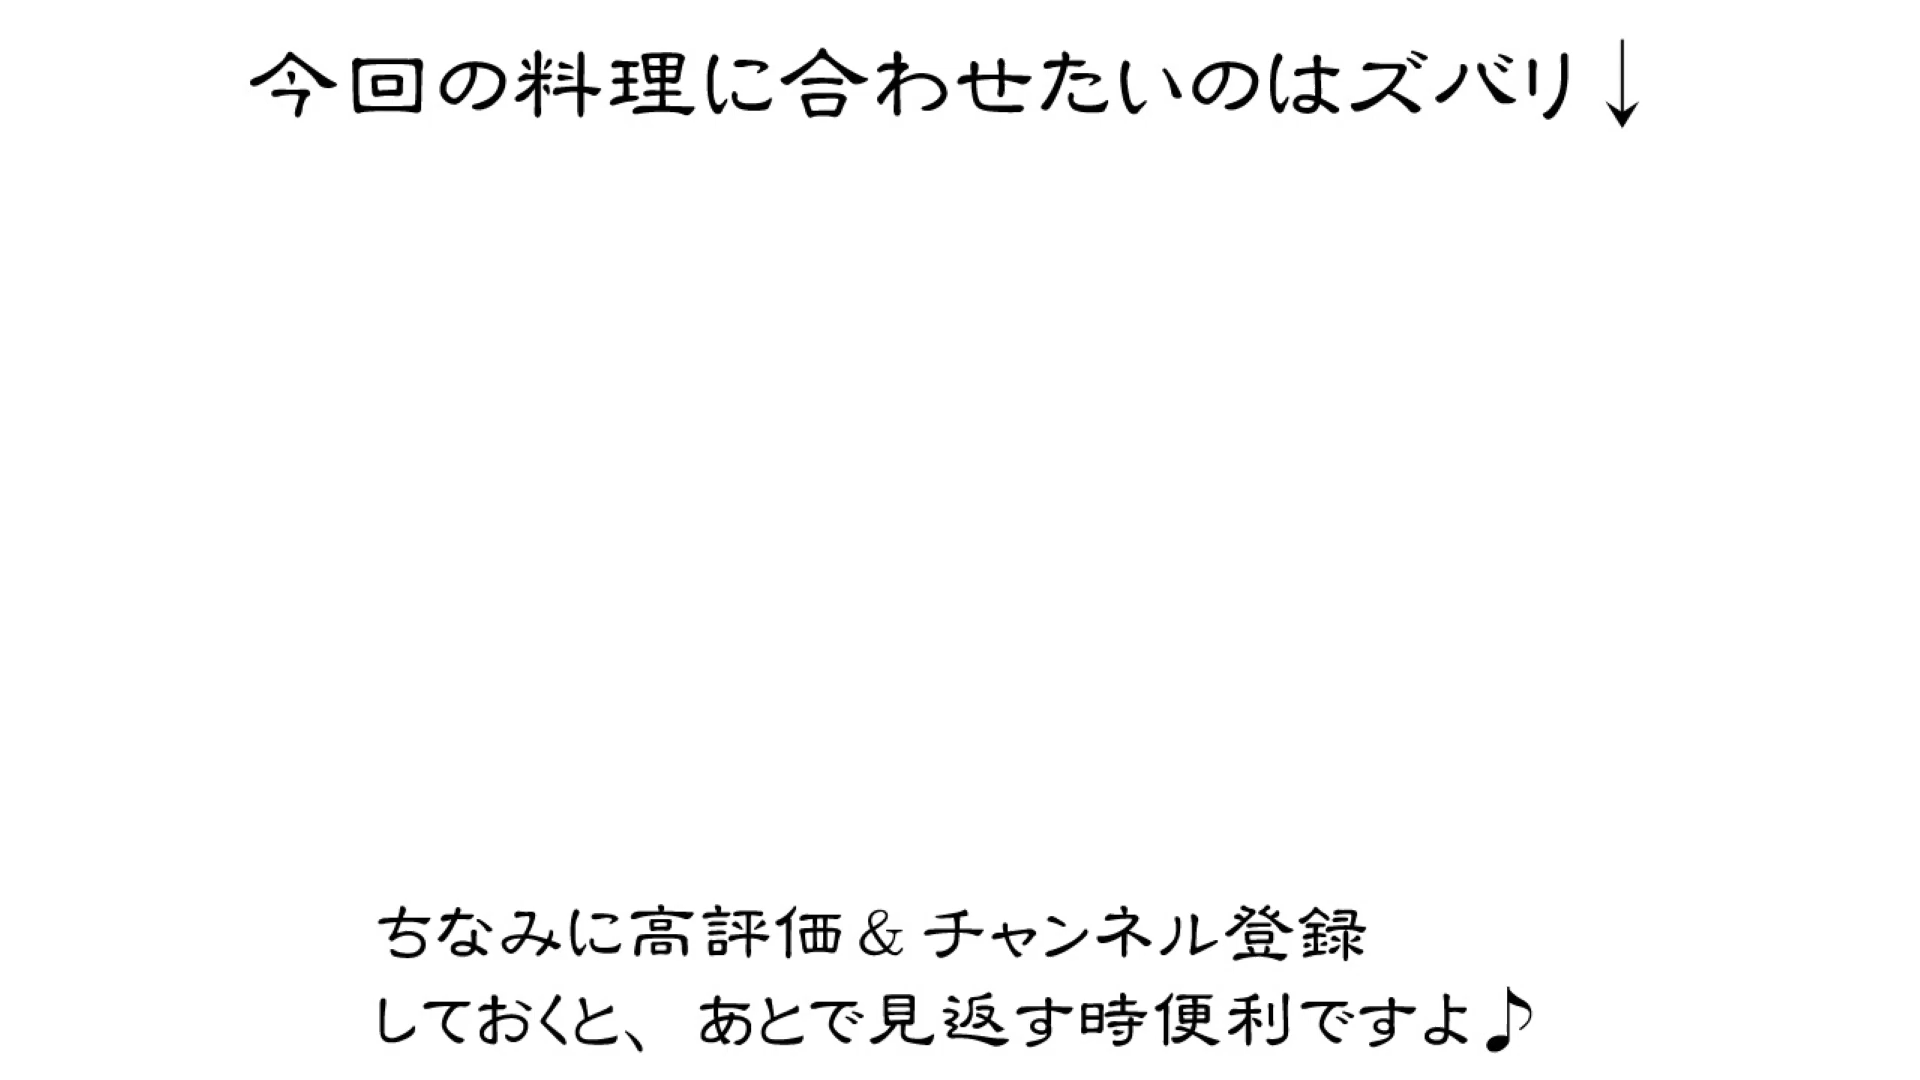 今回の料理に合わせたいのはズバリ↓
ちなみに高評価&チャンネル登録
しておくと、あとで見返す時便利ですよ♪